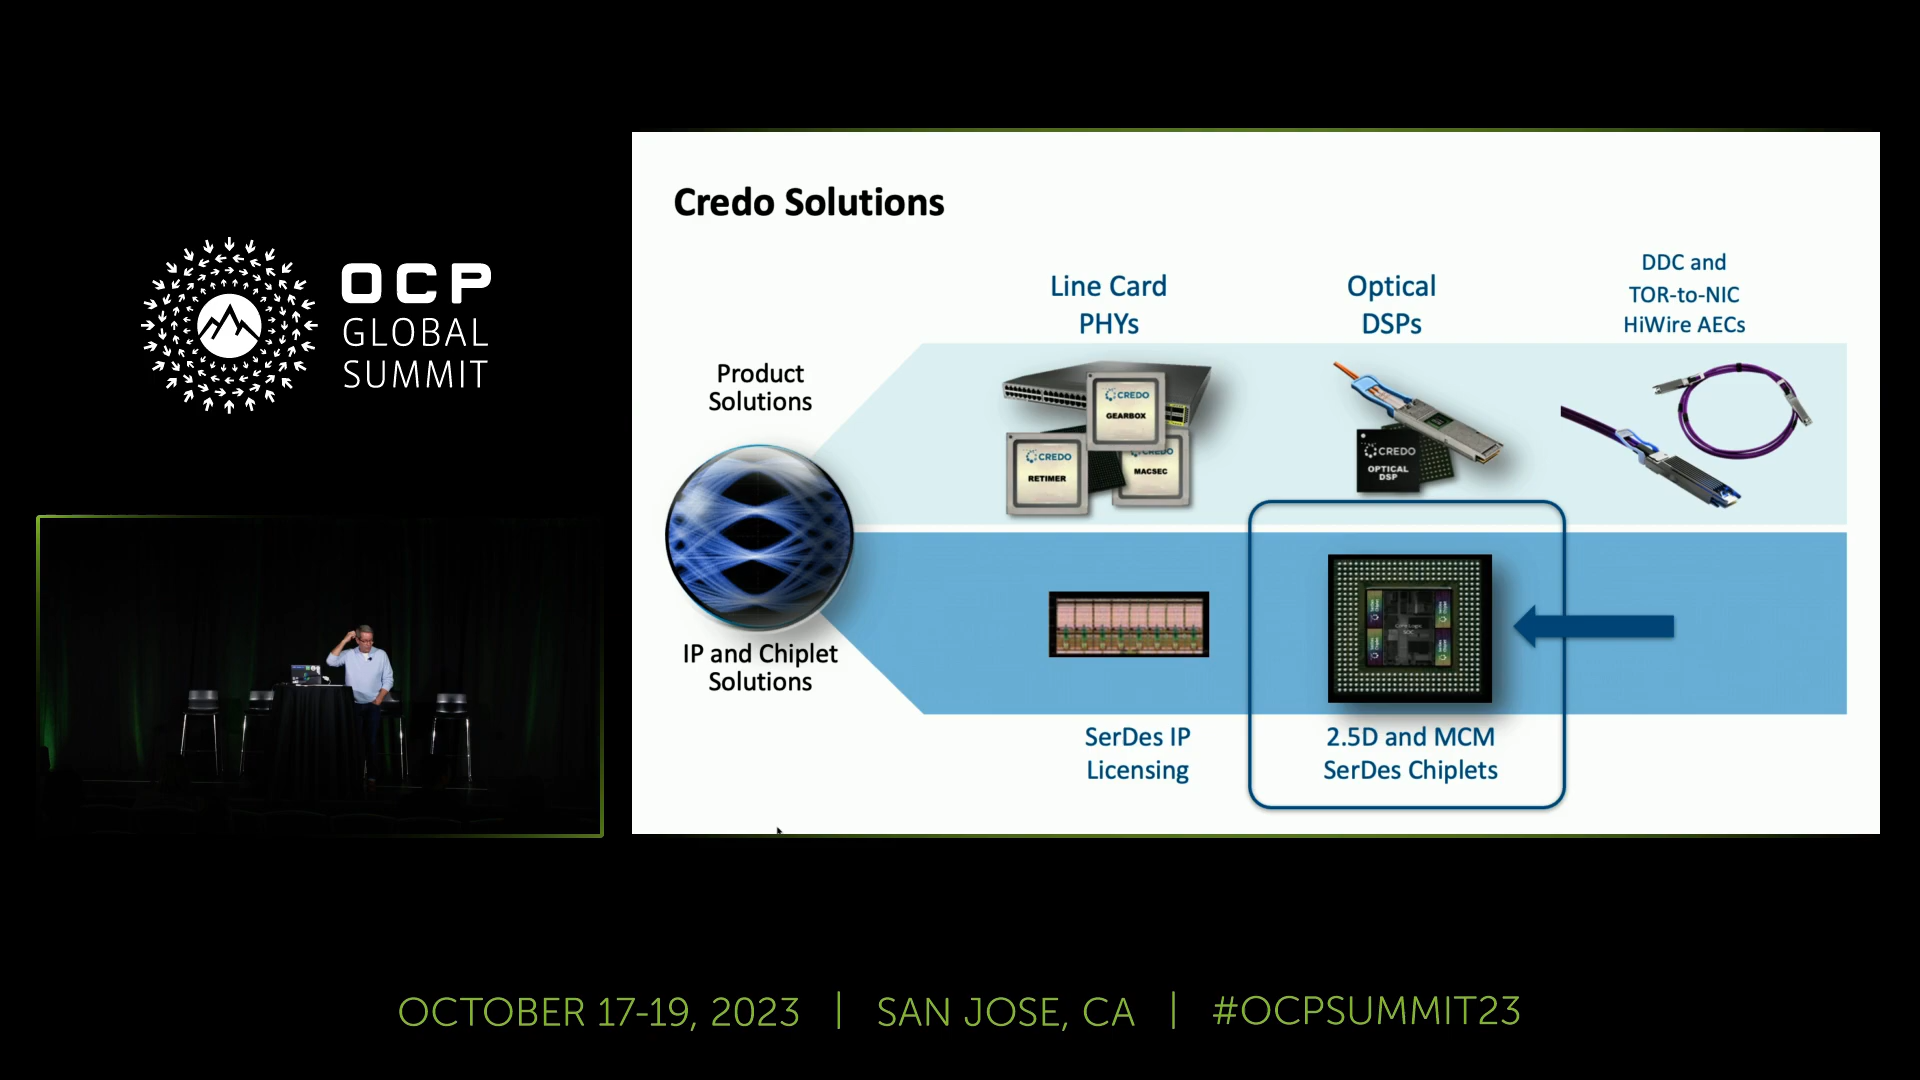 OCP
GLOBAL
SUMMIT
Credo Solutions
Line Card
PHYs
Optical
DSPs
DDC and
TOR-to-NIC
HiWire AECs
Product
Solutions
CREDO
GEARBOX
CREDO
RETIMER
CREDO
MACSEC
CREDO
OPTICAL
DSP
IP and Chiplet
Solutions
SerDes IP
Licensing
2.5D and MCM
SerDes Chiplets
OCTOBER 17-19, 2023 | SAN JOSE, CA | #OCPSUMMIT23